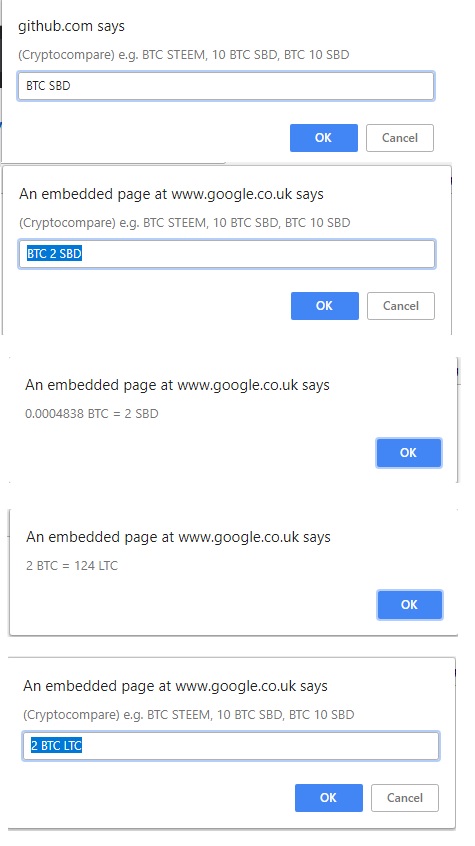 github.com says
(Cryptocompare) e.g. BTC STEEM, 10 BTC SBD, BTC 10 SBD
BTC SBD
OK Cancel
An embedded page at www.google.co.uk says
(Cryptocompare) e.g. BTC STEEM, 10 BTC SBD, BTC 10 SBD
BTC 2 SBD
OK Cancel
An embedded page at www.google.co.uk says
0.0004838 BTC = 2 SBD
OK
An embedded page at www.google.co.uk says
2 BTC = 124 LTC
OK
An embedded page at www.google.co.uk says
(Cryptocompare) e.g. BTC STEEM, 10 BTC SBD, BTC 10 SBD
2 BTC LTC
OK Cancel